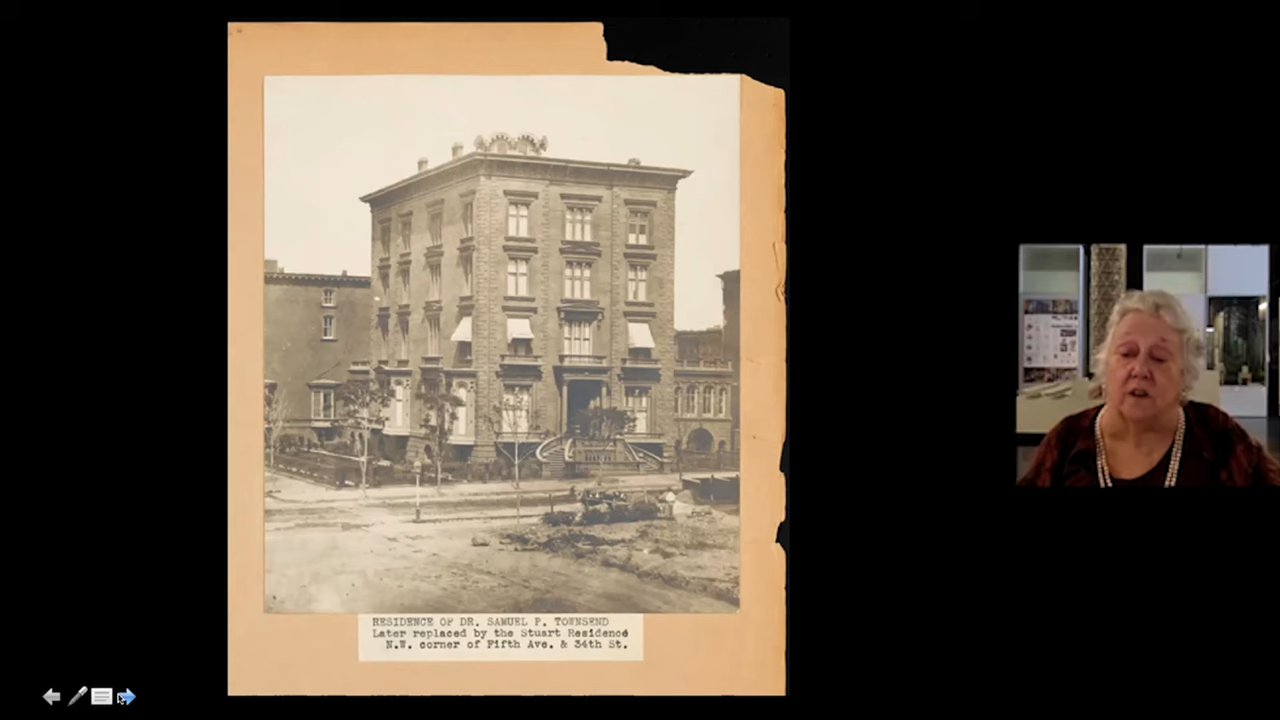 RESIDENCE OF DR. SAMUEL P. TOWNSEND
Later replaced by the Stuart Residence
N.W. corner of Fifth Ave. & 34th St.